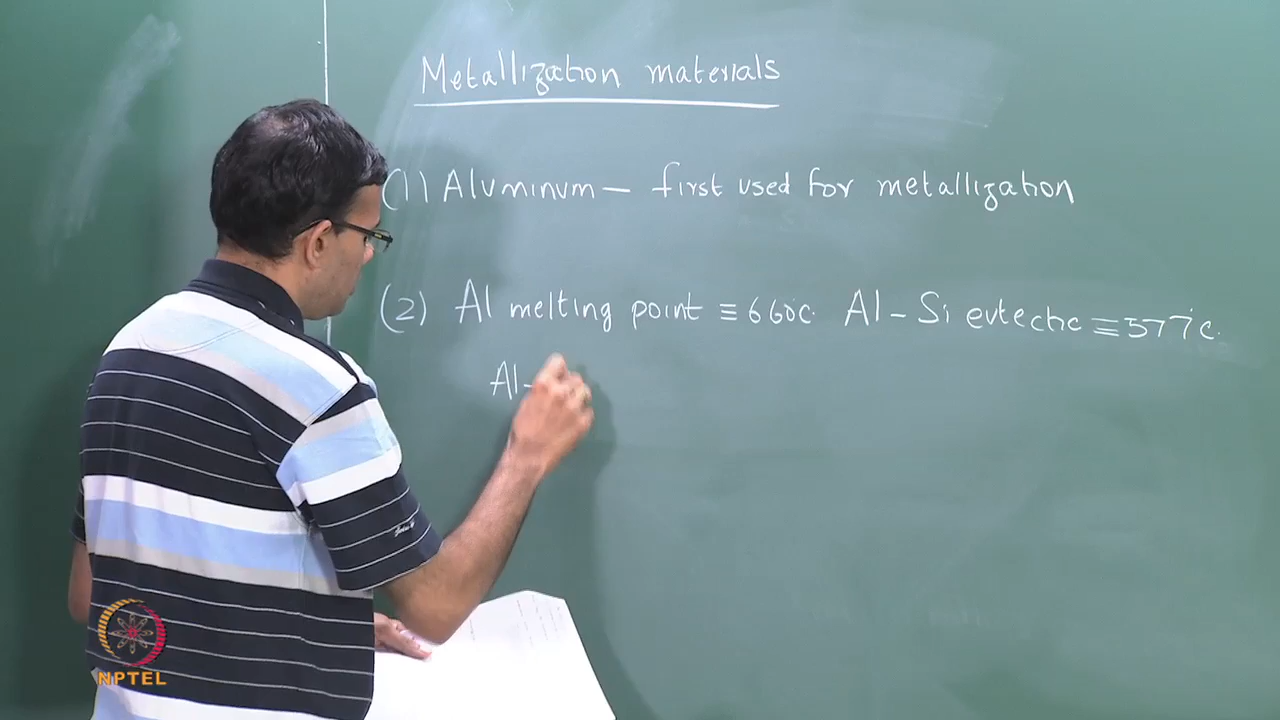 Metallization materials
(1) Aluminum — first used for metallization
(2) Al melting point ≡ 660°C. Al - Si eutectic ≡ 577°C.
Al -
NPTEL